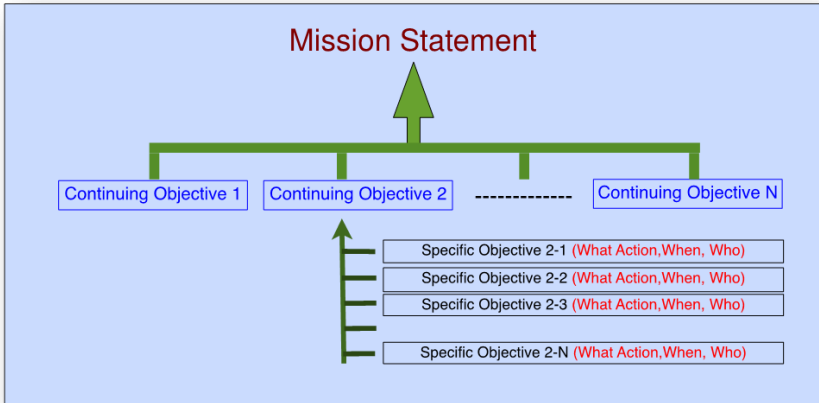 Mission Statement
Continuing Objective 1
Continuing Objective 2
-------------
Continuing Objective N
Specific Objective 2-1 (What Action,When, Who)
Specific Objective 2-2 (What Action,When, Who)
Specific Objective 2-3 (What Action,When, Who)
Specific Objective 2-N (What Action,When, Who)